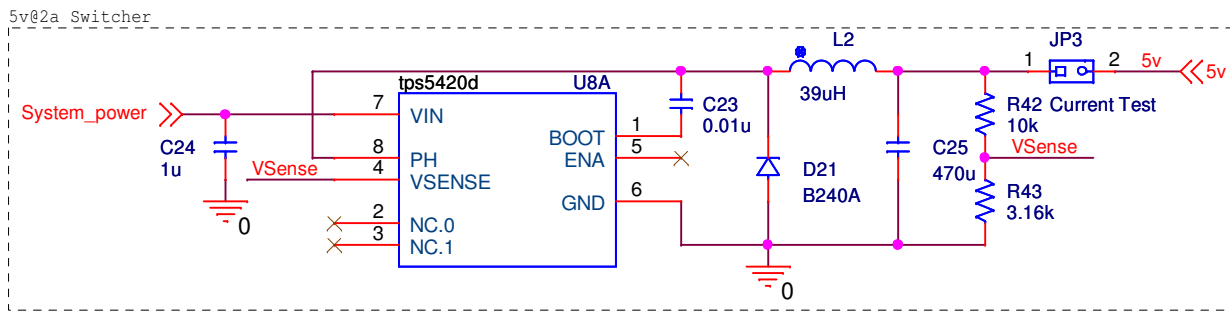 5v@2a Switcher
L2
JP3
tps5420d
U8A
1
2
5v
5v
39uH
System_power
7
VIN
C23
0.01u
R42
10k
Current Test
BOOT
1
C24
1u
8
PH
ENA
5
VSense
4
VSENSE
D21
B240A
C25
470u
VSense
GND
6
R43
3.16k
0
2
NC.0
3
NC.1
0